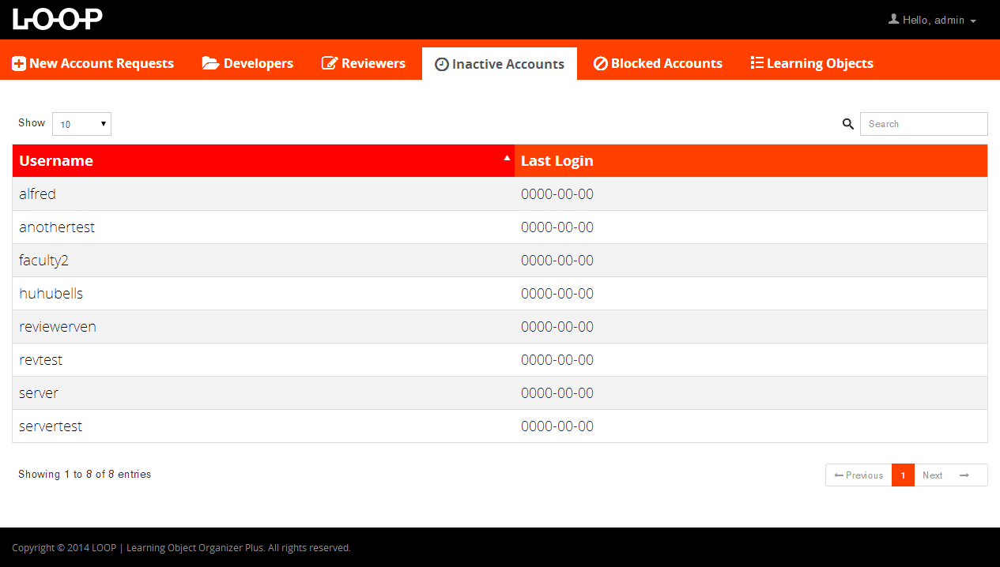 LOOP
Hello, admin
New Account Requests Developers Reviewers Inactive Accounts Blocked Accounts Learning Objects
Show 10 Search
Username Last Login
alfred 0000-00-00
anothertest 0000-00-00
faculty2 0000-00-00
huhubells 0000-00-00
reviewerven 0000-00-00
revtest 0000-00-00
server 0000-00-00
servertest 0000-00-00
Showing 1 to 8 of 8 entries
← Previous 1 Next →
Copyright © 2014 LOOP | Learning Object Organizer Plus. All rights reserved.